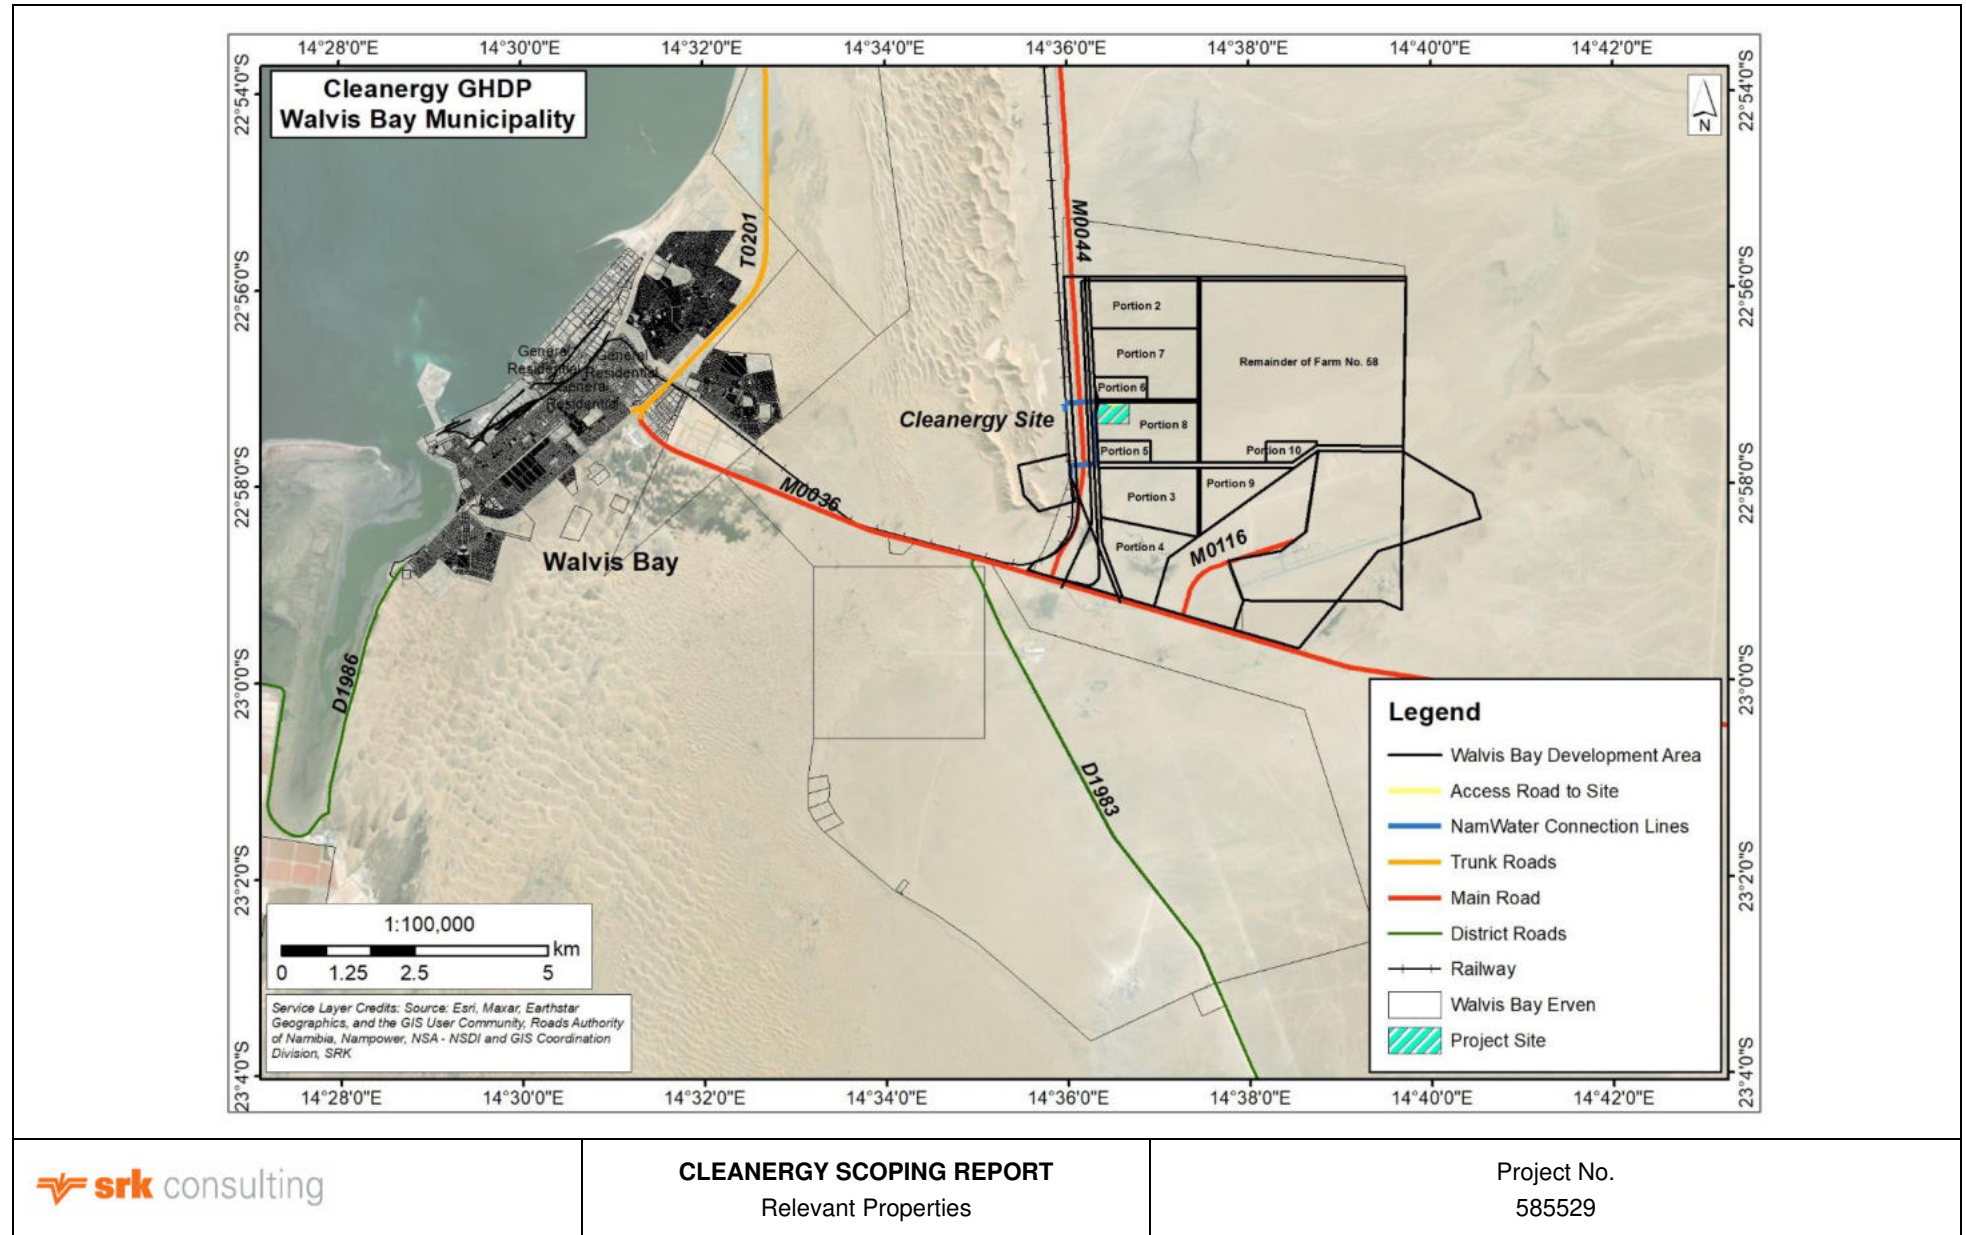 14°28'0"E
14°30'0"E
14°32'0"E
14°34'0"E
14°36'0"E
14°38'0"E
14°40'0"E
14°42'0"E
22°54'0"S
22°54'0"S
Cleanergy GHDP
Walvis Bay Municipality
N
T0201
M0044
22°56'0"S
22°56'0"S
Portion 2
Portion 7
Remainder of Farm No. 58
Portion 6
General
Residential
General
Residential
General
Residential
Cleanergy Site
Portion 8
Portion 5
Portion 10
22°58'0"S
22°58'0"S
Portion 9
Portion 3
M0036
Portion 4
M0116
Walvis Bay
D1986
23°0'0"S
23°0'0"S
D1983
Legend
Walvis Bay Development Area
Access Road to Site
NamWater Connection Lines
Trunk Roads
Main Road
District Roads
Railway
Walvis Bay Erven
Project Site
23°2'0"S
23°2'0"S
1:100,000
km
0 1.25 2.5 5
Service Layer Credits: Source: Esri, Maxar, Earthstar
Geographics, and the GIS User Community, Roads Authority
of Namibia, Nampower, NSA - NSDI and GIS Coordination
Division, SRK
23°4'0"S
23°4'0"S
14°28'0"E
14°30'0"E
14°32'0"E
14°34'0"E
14°36'0"E
14°38'0"E
14°40'0"E
14°42'0"E
srk consulting
CLEANERGY SCOPING REPORT
Relevant Properties
Project No.
585529